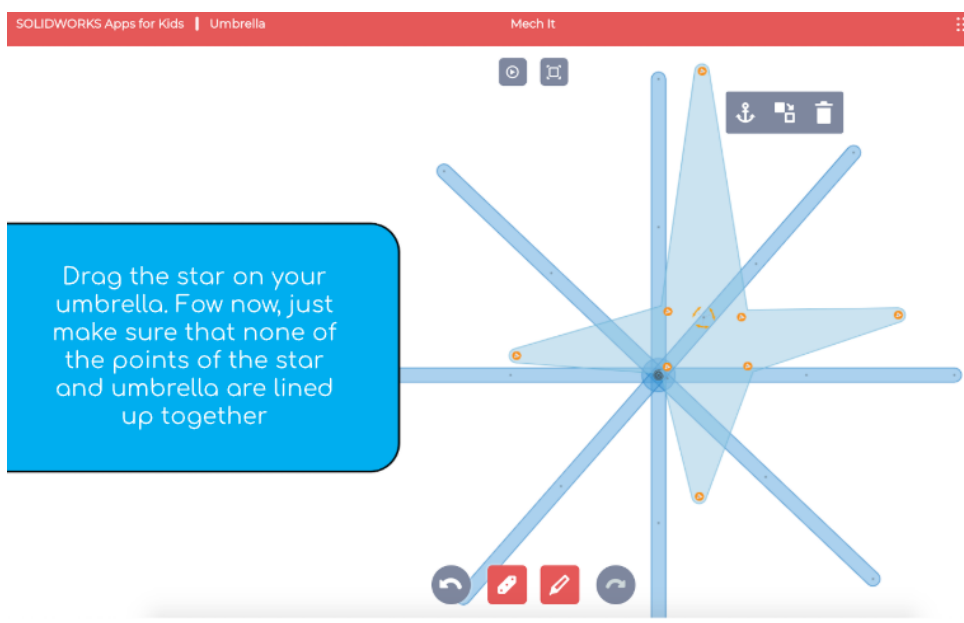 SOLIDWORKS Apps for Kids | Umbrella
Mech It
Drag the star on your
umbrella. Fow now, just
make sure that none of
the points of the star
and umbrella are lined
up together